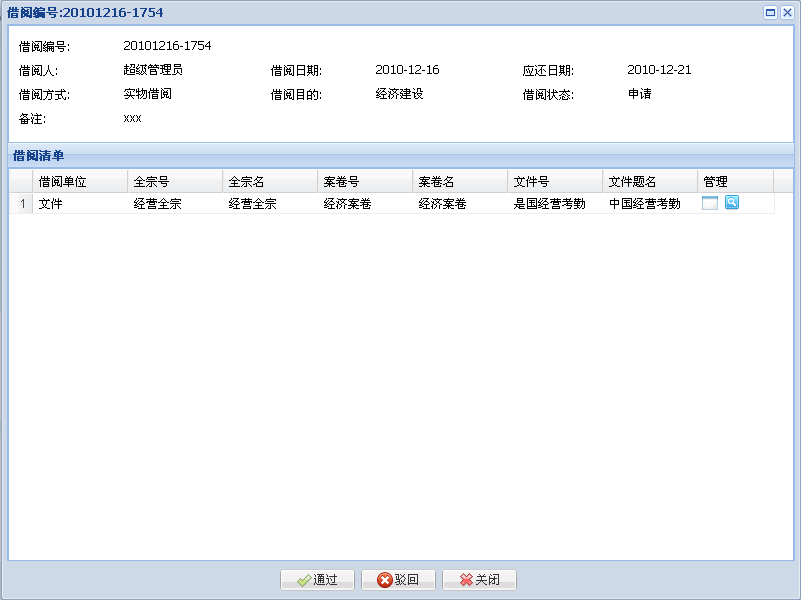 借阅编号:20101216-1754
借阅编号: 20101216-1754
借阅人: 超级管理员 借阅日期: 2010-12-16 应还日期: 2010-12-21
借阅方式: 实物借阅 借阅目的: 经济建设 借阅状态: 申请
备注: xxx
借阅清单
借阅单位 全宗号 全宗名 案卷号 案卷名 文件号 文件题名 管理
1 文件 经营全宗 经营全宗 经济案卷 经济案卷 是国经营考勤 中国经营考勤
通过 驳回 关闭